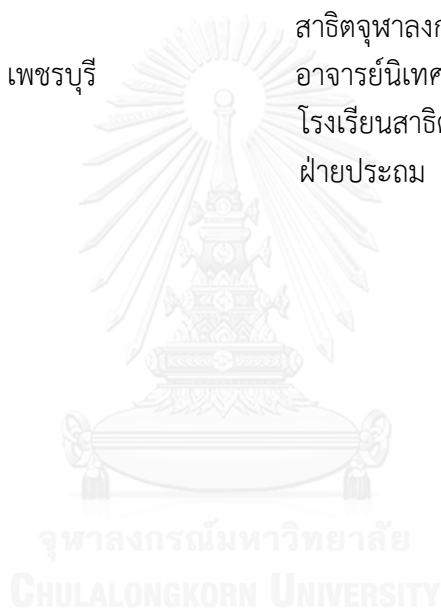 สาธิตจุฬาลงก
เพชรบุรี อาจารย์นิเทศ
โรงเรียนสาธิต
ฝ่ายประถม
จุฬาลงกรณ์มหาวิทยาลัย
CHULALONGKORN UNIVERSITY